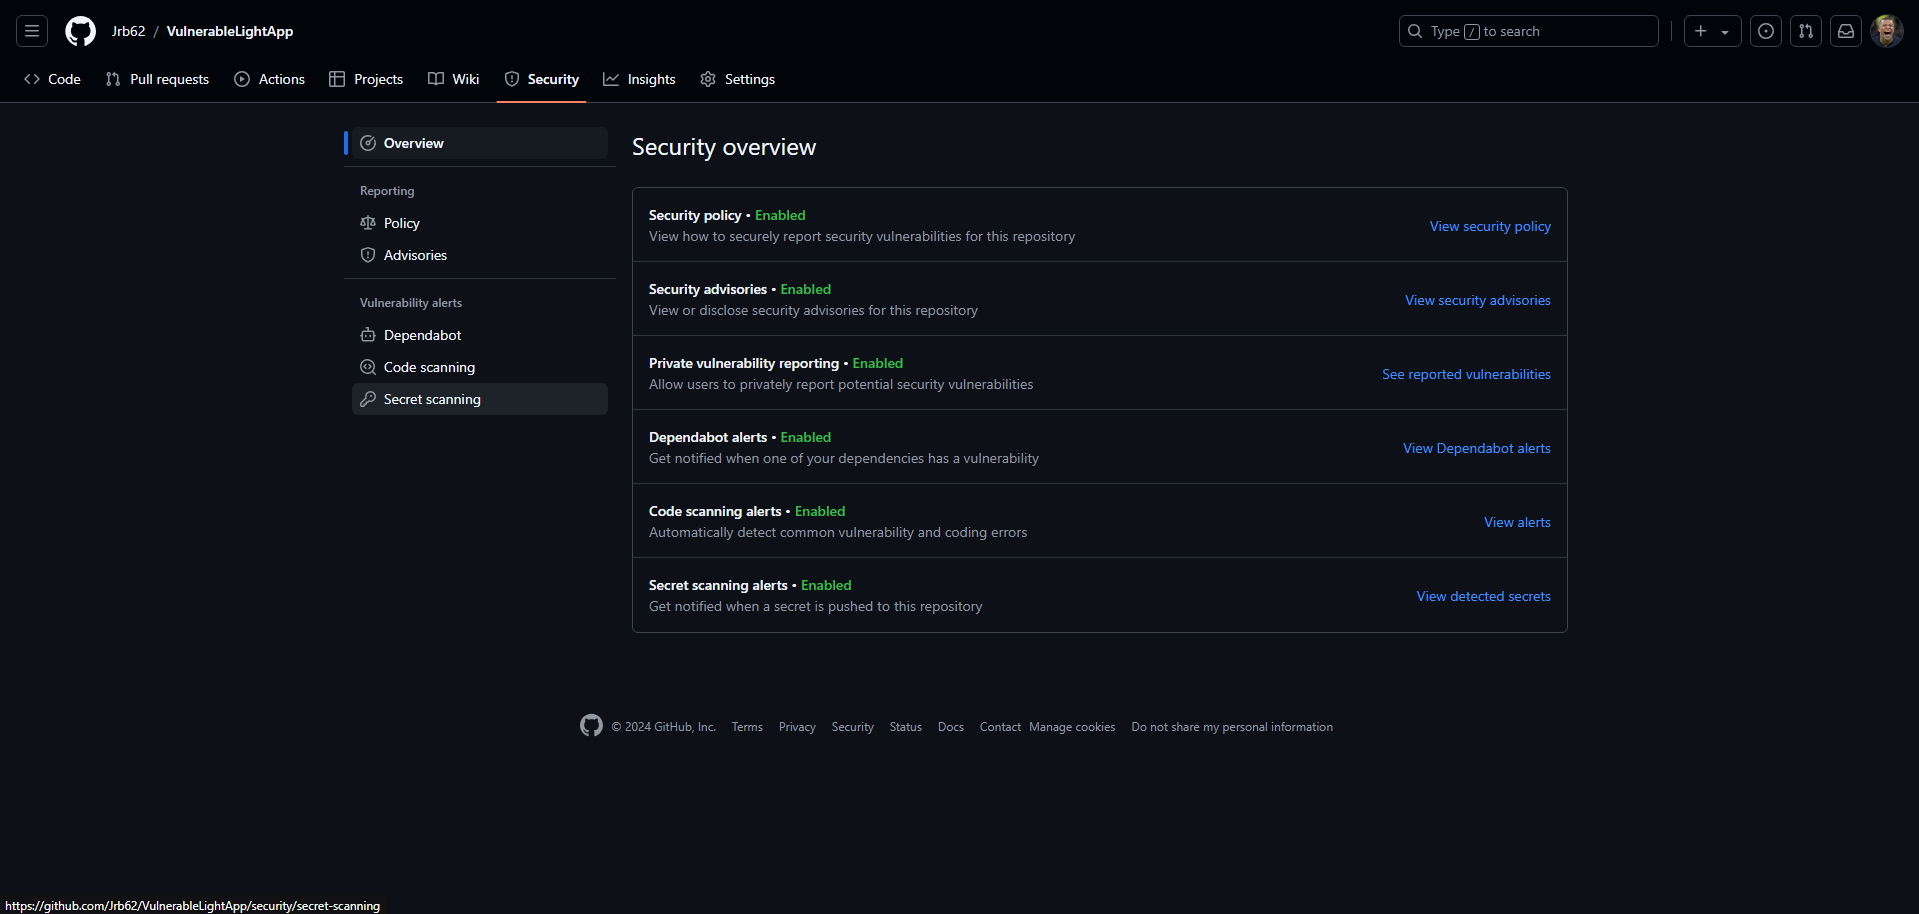 Jrb62 / VulnerableLightApp
Type / to search
Code Pull requests Actions Projects Wiki Security Insights Settings
Overview
Reporting
Policy
Advisories
Vulnerability alerts
Dependabot
Code scanning
Secret scanning
Security overview
Security policy • Enabled
View how to securely report security vulnerabilities for this repository
View security policy
Security advisories • Enabled
View or disclose security advisories for this repository
View security advisories
Private vulnerability reporting • Enabled
Allow users to privately report potential security vulnerabilities
See reported vulnerabilities
Dependabot alerts • Enabled
Get notified when one of your dependencies has a vulnerability
View Dependabot alerts
Code scanning alerts • Enabled
Automatically detect common vulnerability and coding errors
View alerts
Secret scanning alerts • Enabled
Get notified when a secret is pushed to this repository
View detected secrets
© 2024 GitHub, Inc. Terms Privacy Security Status Docs Contact Manage cookies Do not share my personal information
https://github.com/Jrb62/VulnerableLightApp/security/secret-scanning